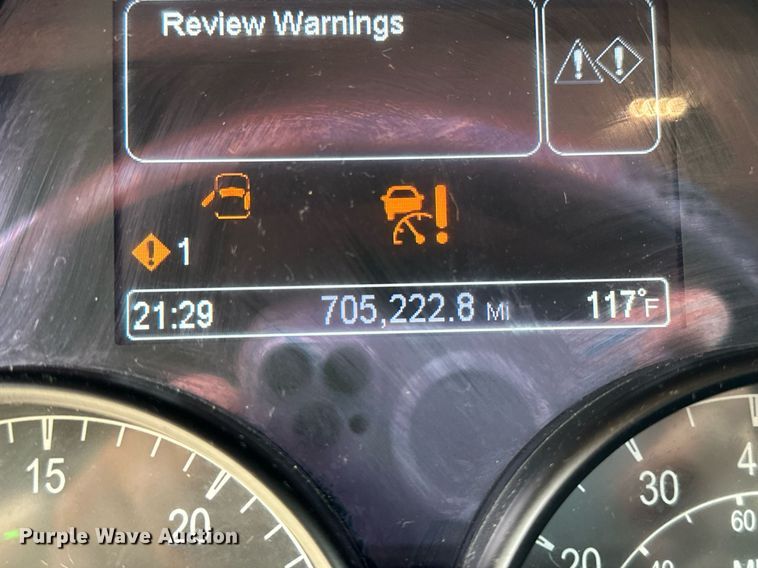 Review Warnings
! !
!
! 1
21:29 705,222.8 MI 117°F
15
20
30
4
60
20
40
M
Purple Wave Auction